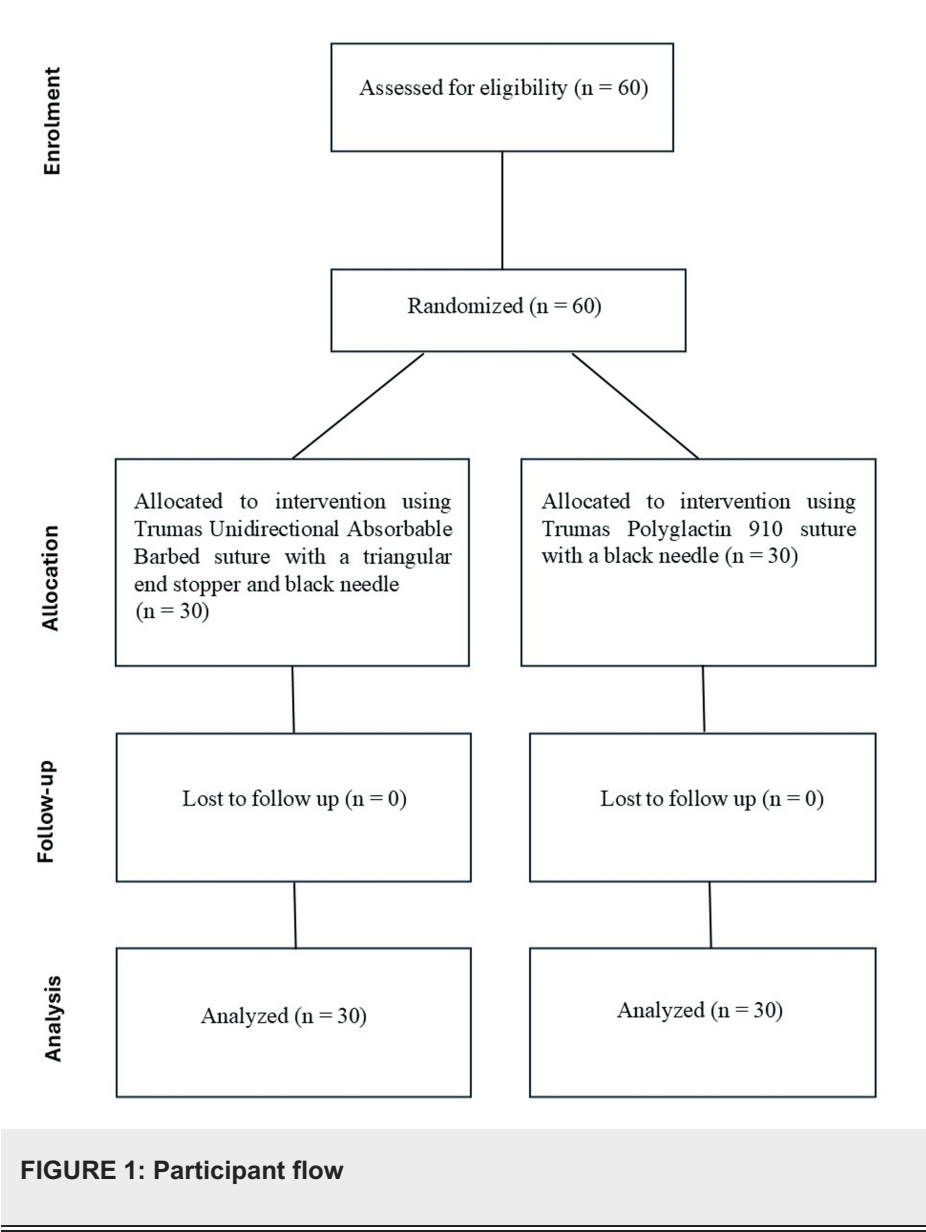 Enrolment
Assessed for eligibility (n = 60)
Randomized (n = 60)
Allocation
Allocated to intervention using
Trumas Unidirectional Absorbable
Barbed suture with a triangular
end stopper and black needle
(n = 30)
Allocated to intervention using
Trumas Polyglactin 910 suture
with a black needle (n = 30)
Follow-up
Lost to follow up (n = 0)
Lost to follow up (n = 0)
Analysis
Analyzed (n = 30)
Analyzed (n = 30)
FIGURE 1: Participant flow